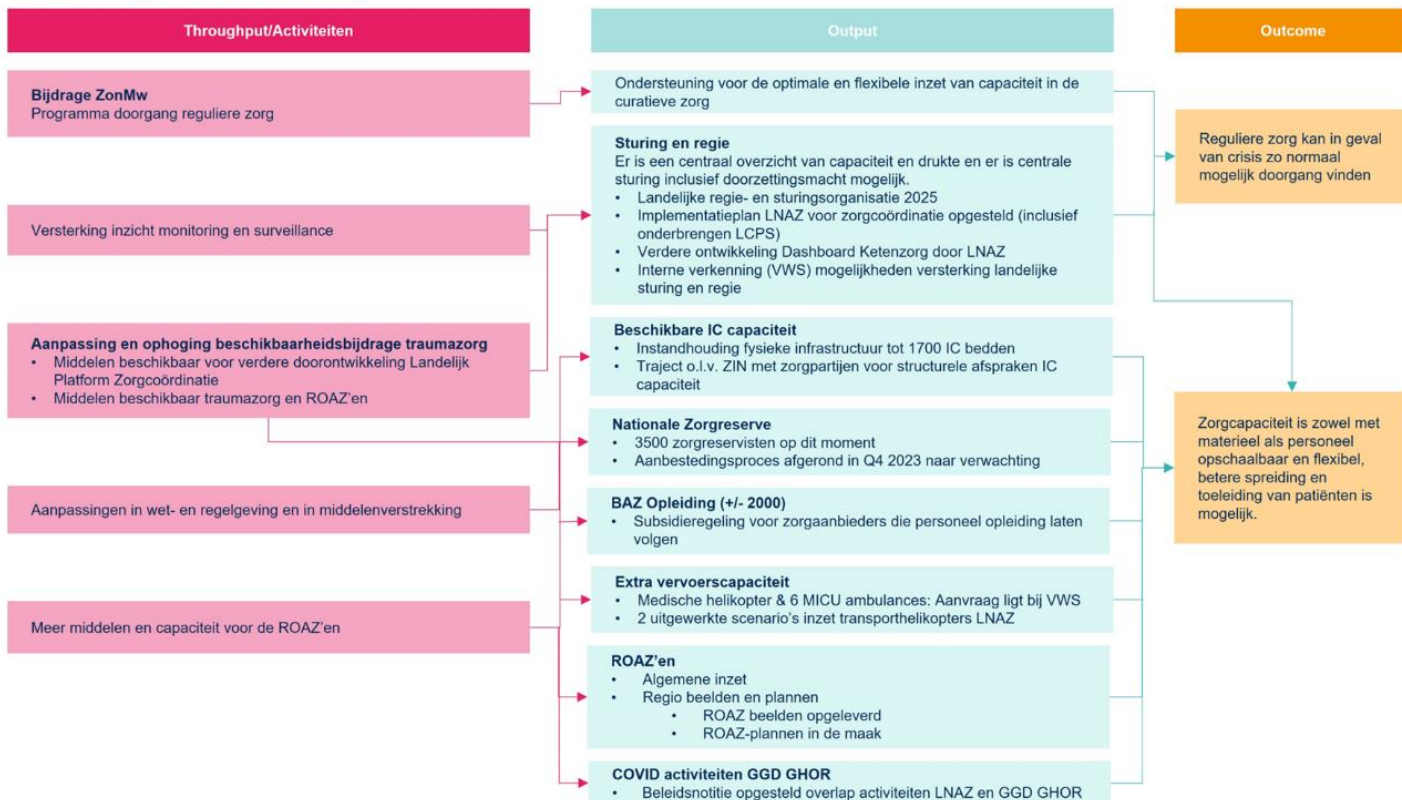 Throughput/Activiteiten
Output
Outcome
Bijdrage ZonMw
Programma doorgang reguliere zorg
Versterking inzicht monitoring en surveillance
Aanpassing en ophoging beschikbaarheidsbijdrage traumazorg
• Middelen beschikbaar voor verdere doorontwikkeling Landelijk
Platform Zorgcoördinatie
• Middelen beschikbaar traumazorg en ROAZ'en
Aanpassingen in wet- en regelgeving en in middelenverstrekking
Meer middelen en capaciteit voor de ROAZ'en
Ondersteuning voor de optimale en flexibele inzet van capaciteit in de
curatieve zorg
Sturing en regie
Er is een centraal overzicht van capaciteit en drukte en er is centrale
sturing inclusief doorzettingsmacht mogelijk.
• Landelijke regie- en sturingsorganisatie 2025
• Implementatieplan LNAZ voor zorgcoördinatie opgesteld (inclusief
onderbrengen LCPS)
• Verdere ontwikkeling Dashboard Ketenzorg door LNAZ
• Interne verkenning (VWS) mogelijkheden versterking landelijke
sturing en regie
Beschikbare IC capaciteit
• Instandhouding fysieke infrastructuur tot 1700 IC bedden
• Traject o.l.v. ZIN met zorgpartijen voor structurele afspraken IC
capaciteit
Nationale Zorgreserve
• 3500 zorgreservisten op dit moment
• Aanbestedingsproces afgerond in Q4 2023 naar verwachting
BAZ Opleiding (+/- 2000)
• Subsidieregeling voor zorgaanbieders die personeel opleiding laten
volgen
Extra vervoerscapaciteit
• Medische helikopter & 6 MICU ambulances: Aanvraag ligt bij VWS
• 2 uitgewerkte scenario's inzet transporthelikopters LNAZ
ROAZ'en
• Algemene inzet
• Regio beelden en plannen
• ROAZ beelden opgeleverd
• ROAZ-plannen in de maak
COVID activiteiten GGD GHOR
• Beleidsnotitie opgesteld overlap activiteiten LNAZ en GGD GHOR
Reguliere zorg kan in geval
van crisis zo normaal
mogelijk doorgang vinden
Zorgcapaciteit is zowel met
materieel als personeel
opschaalbaar en flexibel,
betere spreiding en
toeleiding van patiënten is
mogelijk.